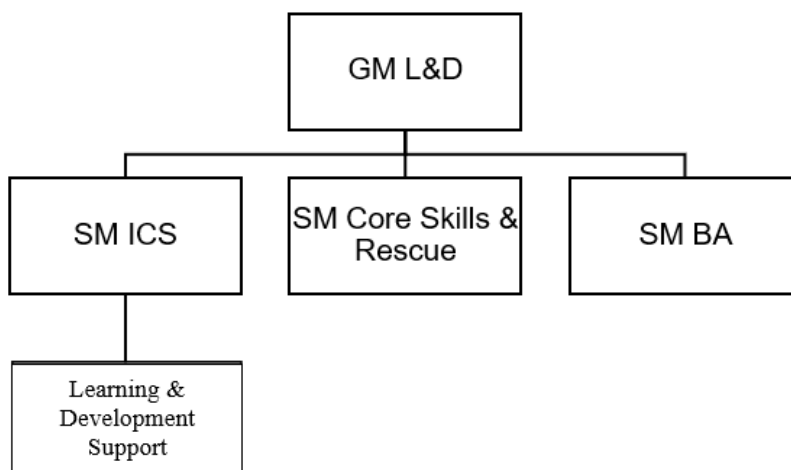 GM L&D
SM ICS
SM Core Skills &
Rescue
SM BA
Learning &
Development
Support